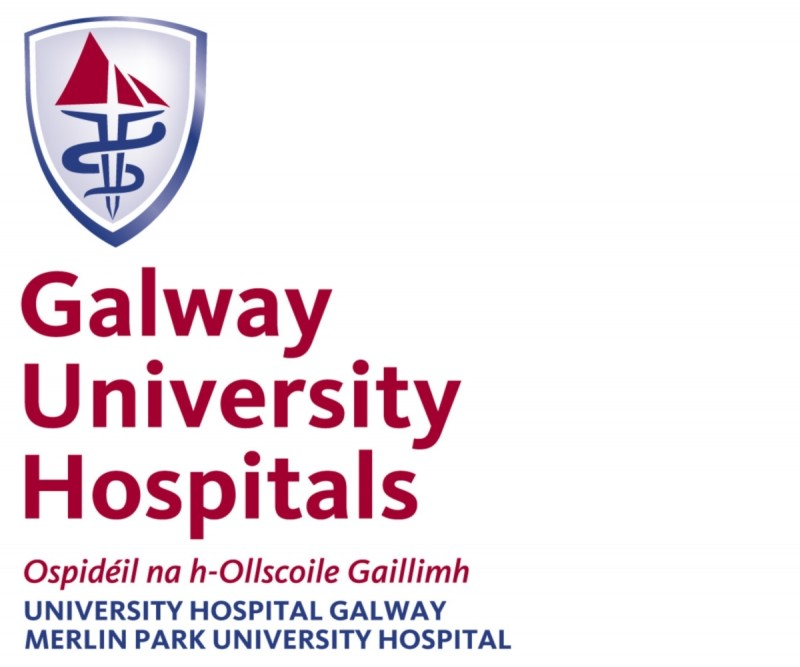 Galway
University
Hospitals
Ospidéil na h-Ollscoile Gaillimh
UNIVERSITY HOSPITAL GALWAY
MERLIN PARK UNIVERSITY HOSPITAL